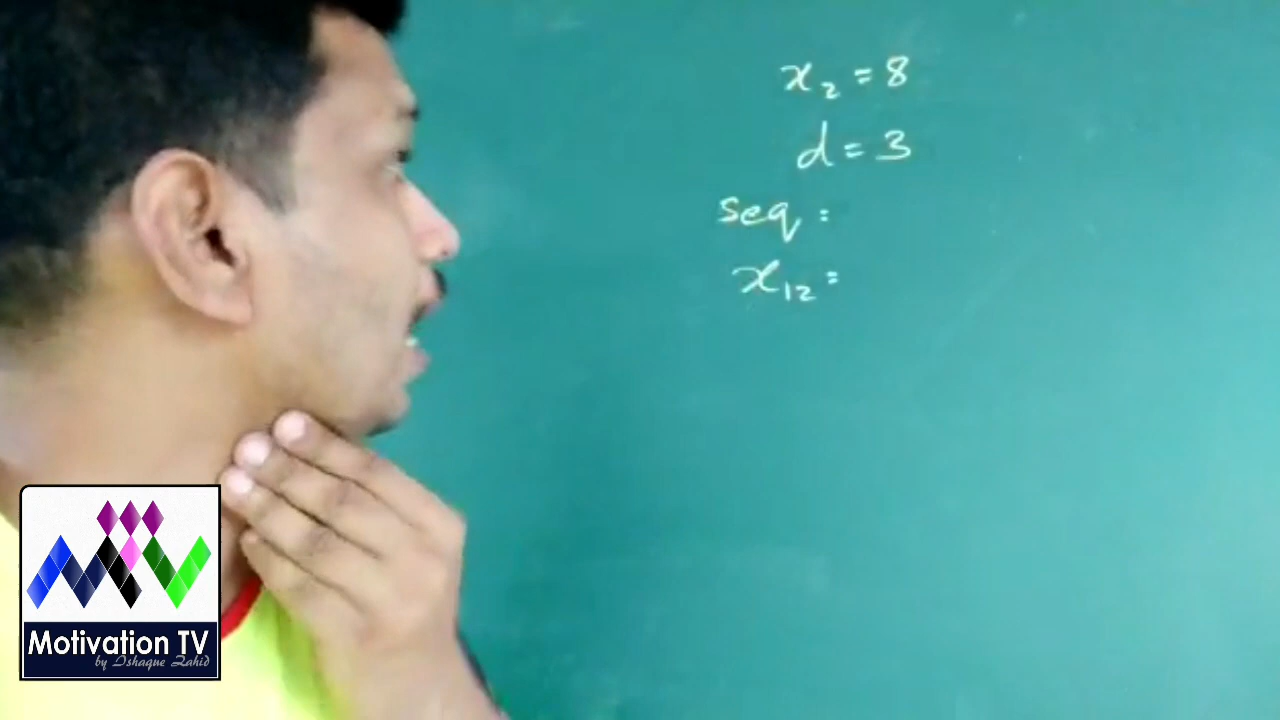 x₂ = 8
d = 3
seq :
x₁₂ =
Motivation TV
by Ishaque Zahid